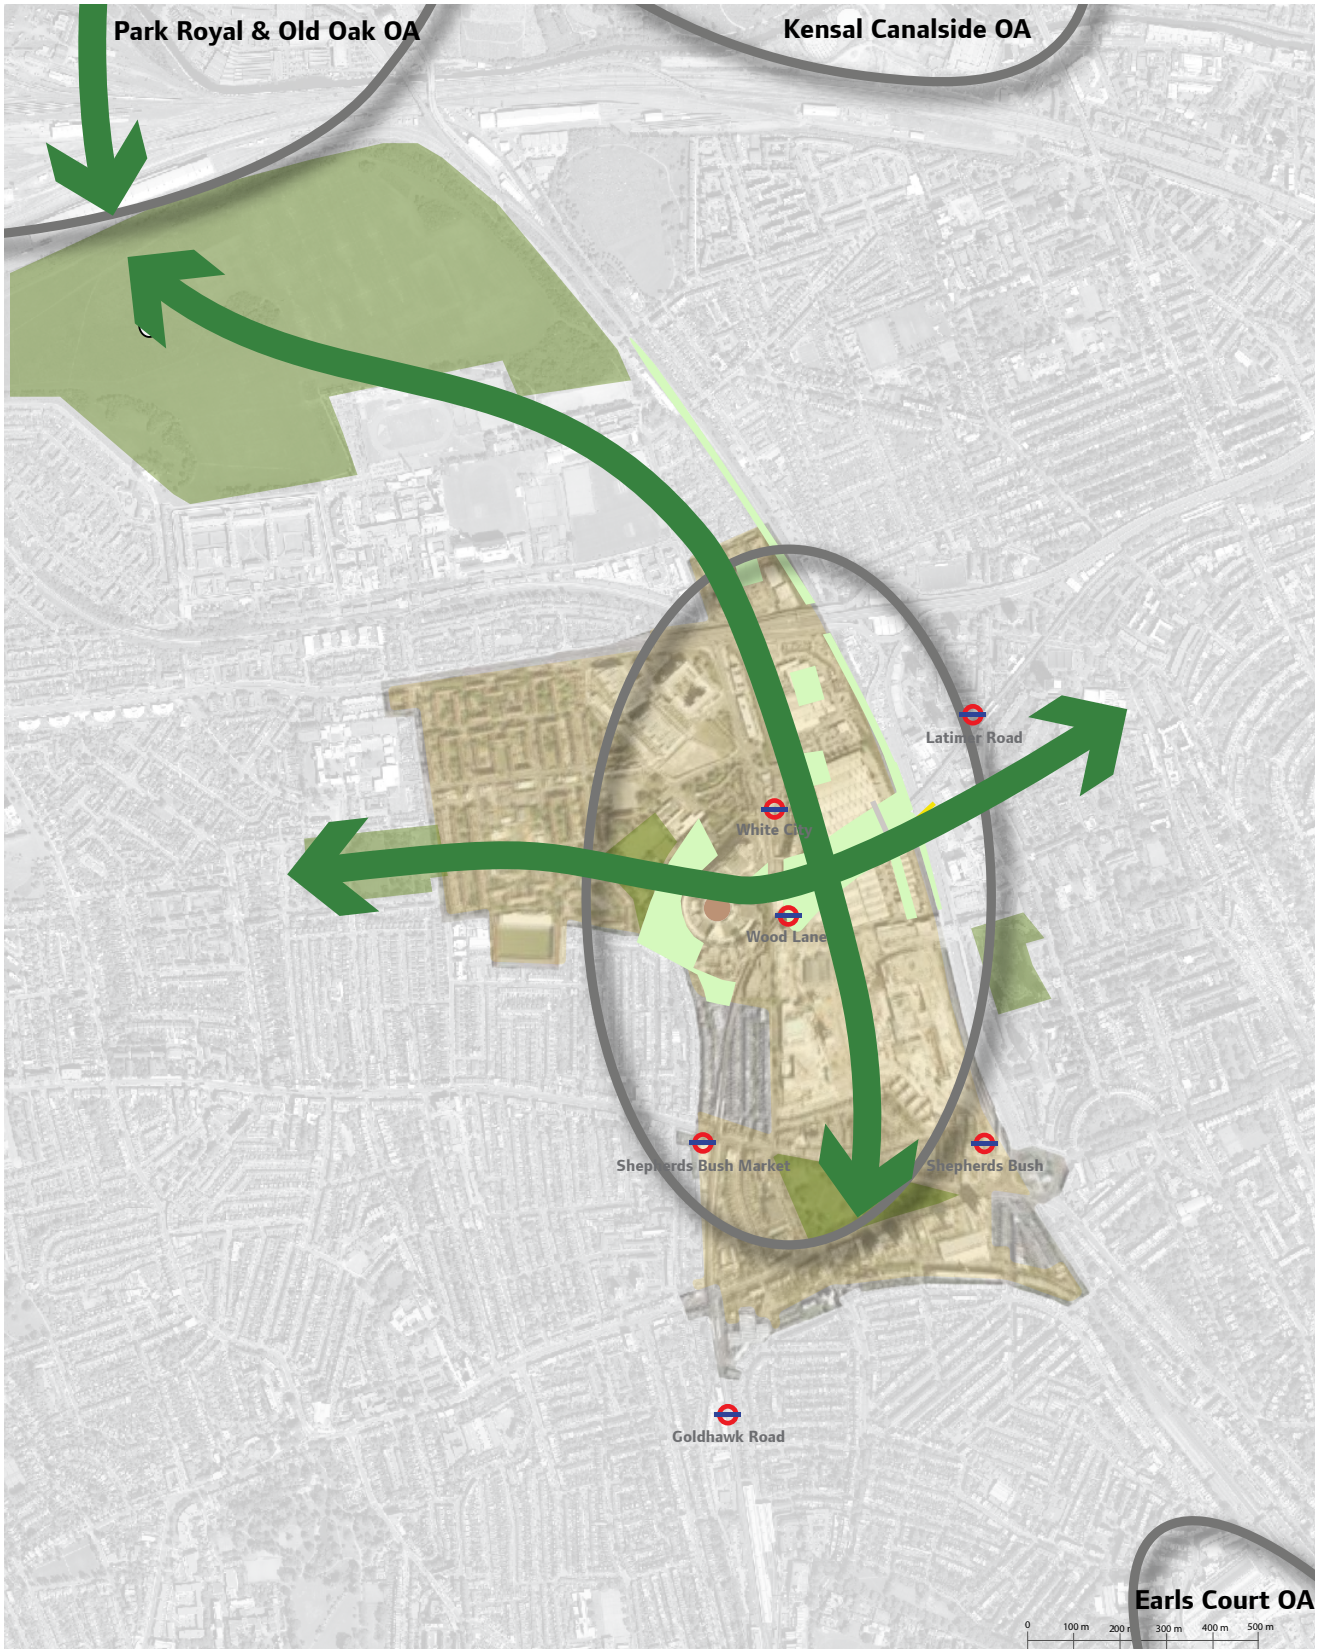 Park Royal & Old Oak OA
Kensal Canalside OA
Latimer Road
White City
Wood Lane
Shepherds Bush Market
Shepherds Bush
Goldhawk Road
Earls Court OA
0 100 m 200 m 300 m 400 m 500 m